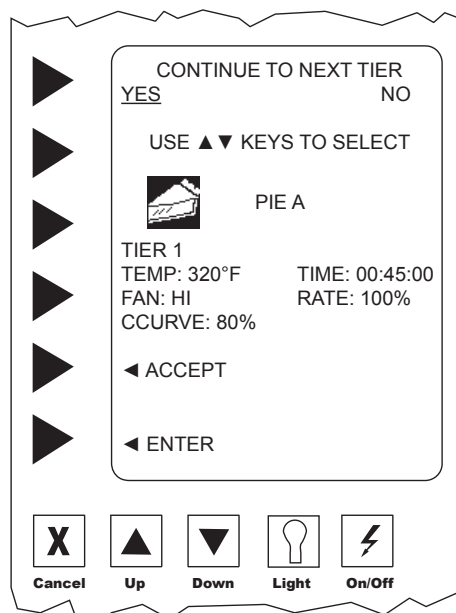 CONTINUE TO NEXT TIER
YES NO
USE ▲▼ KEYS TO SELECT
PIE A
TIER 1
TEMP: 320°F TIME: 00:45:00
FAN: HI RATE: 100%
CCURVE: 80%
◄ ACCEPT
◄ ENTER
X
Cancel Up Down Light On/Off